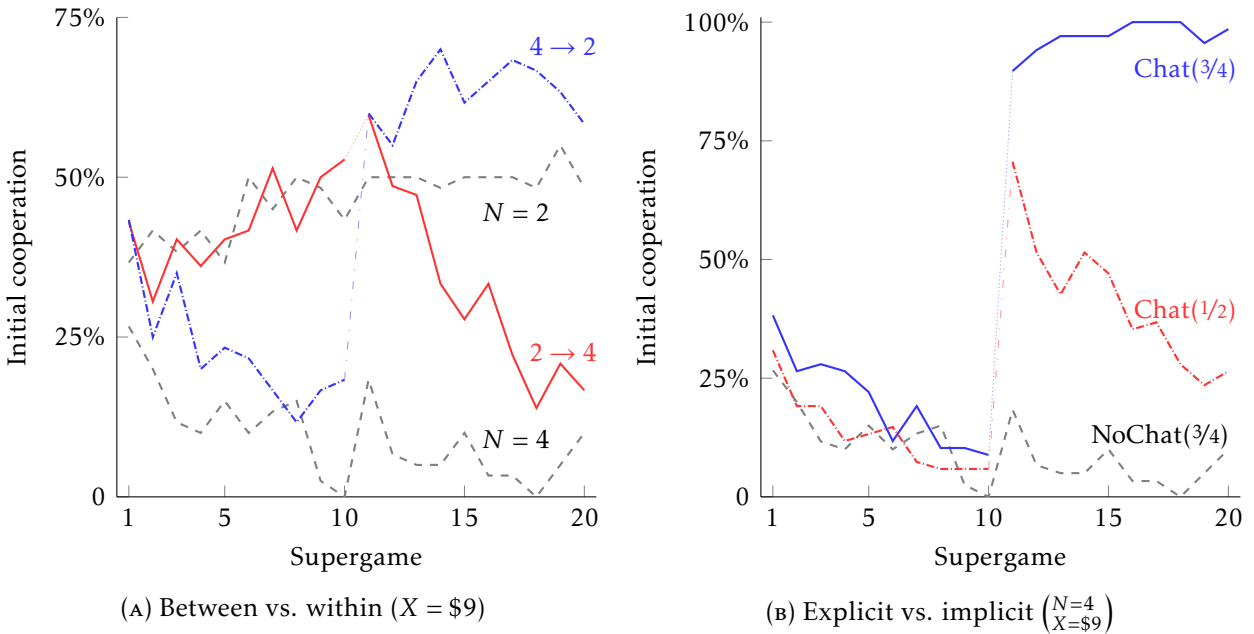 75%
50%
25%
0
Initial cooperation
4 → 2
N = 2
2 → 4
N = 4
1 5 10 15 20
Supergame
(A) Between vs. within (X = $9)
100%
75%
50%
25%
0
Initial cooperation
Chat(3/4)
Chat(1/2)
NoChat(3/4)
1 5 10 15 20
Supergame
(B) Explicit vs. implicit (N=4 X=$9)